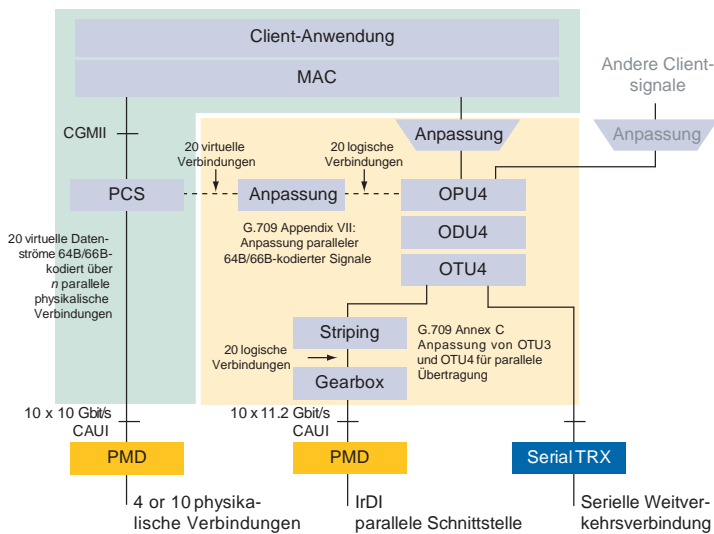 Client-Anwendung
MAC
Andere Client-
signale
CGMII
Anpassung
Anpassung
20 virtuelle
Verbindungen
20 logische
Verbindungen
PCS
Anpassung
OPU4
G.709 Appendix VII:
Anpassung paralleler
64B/66B-kodierter Signale
ODU4
OTU4
20 virtuelle Daten-
ströme 64B/66B-
kodiert über
n parallele
physikalische
Verbindungen
Striping
G.709 Annex C
Anpassung von OTU3
und OTU4 für parallele
Übertragung
20 logische
Verbindungen
Gearbox
10 x 10 Gbit/s
CAUI
10 x 11.2 Gbit/s
CAUI
PMD
PMD
Serial TRX
4 or 10 physika-
lische Verbindungen
IrDI
parallele Schnittstelle
Serielle Weitver-
kehrsverbindung